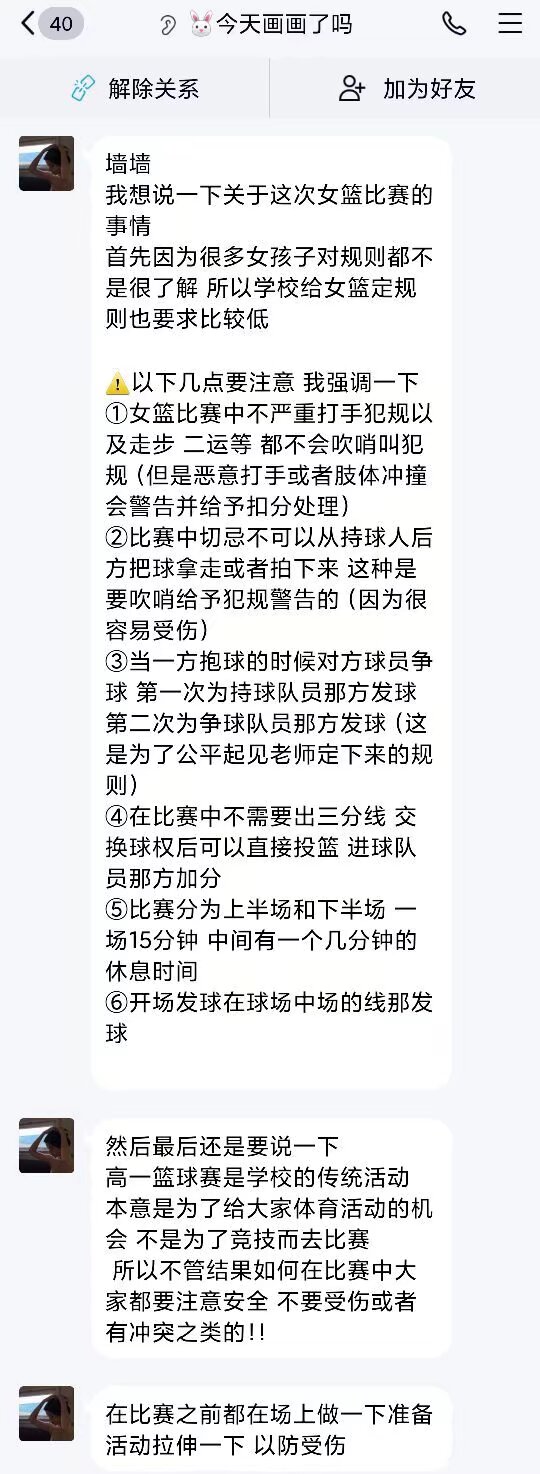 40
今天画画了吗
解除关系
加为好友
墙墙
我想说一下关于这次女篮比赛的
事情
首先因为很多女孩子对规则都不
是很了解 所以学校给女篮定规
则也要求比较低
以下几点要注意 我强调一下
①女篮比赛中不严重打手犯规以
及走步 二运等 都不会吹哨叫犯
规（但是恶意打手或者肢体冲撞
会警告并给予扣分处理）
②比赛中切忌不可以从持球人后
方把球拿走或者拍下来 这种是
要吹哨给予犯规警告的（因为很
容易受伤）
③当一方抱球的时候对方球员争
球 第一次为持球队员那方发球
第二次为争球队员那方发球（这
是为了公平起见老师定下来的规
则）
④在比赛中不需要出三分线 交
换球权后可以直接投篮 进球队
员那方加分
⑤比赛分为上半场和下半场 一
场15分钟 中间有一个几分钟的
休息时间
⑥开场发球在球场中场的线那发
球
然后最后还是要说一下
高一篮球赛是学校的传统活动
本意是为了给大家体育活动的机
会 不是为了竞技而去比赛
所以不管结果如何在比赛中大
家都要注意安全 不要受伤或者
有冲突之类的!!
在比赛之前都在场上做一下准备
活动拉伸一下 以防受伤